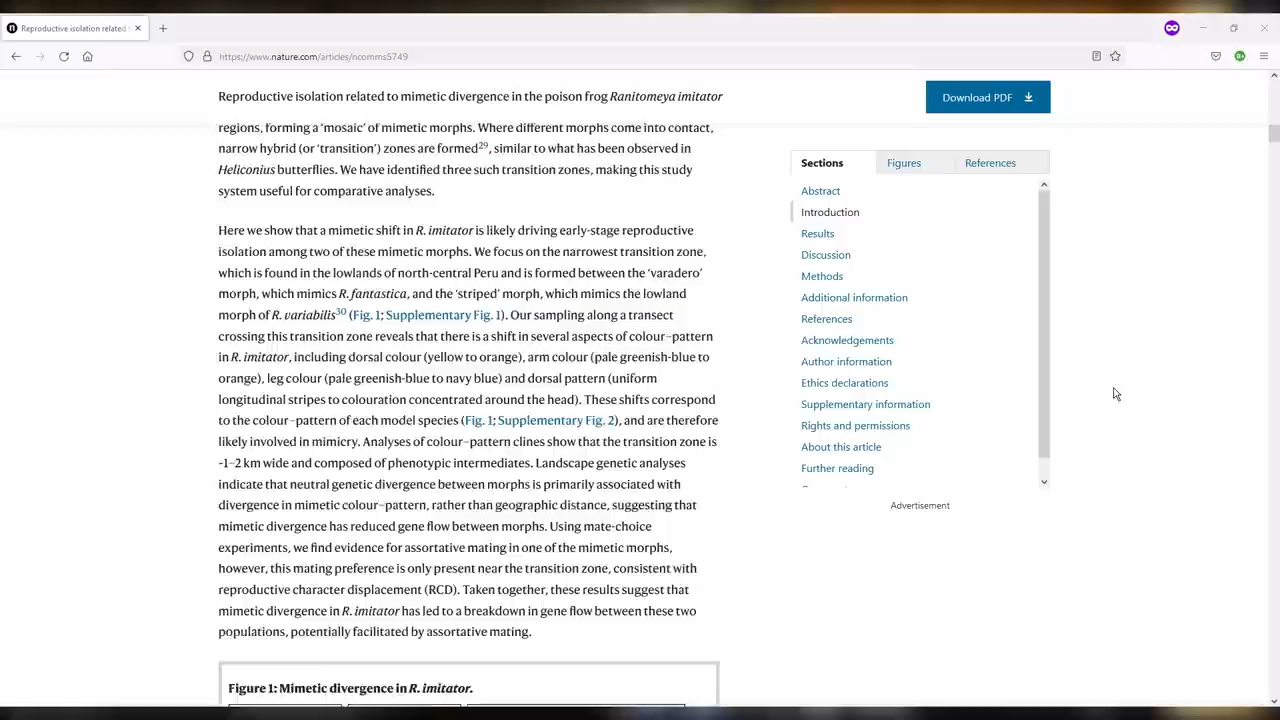 Reproductive isolation related
https://www.nature.com/articles/ncomms5749
Reproductive isolation related to mimetic divergence in the poison frog Ranitomeya imitator
Download PDF
regions, forming a 'mosaic' of mimetic morphs. Where different morphs come into contact,
narrow hybrid (or 'transition') zones are formed29, similar to what has been observed in
Heliconius butterflies. We have identified three such transition zones, making this study
system useful for comparative analyses.
Here we show that a mimetic shift in R. imitator is likely driving early-stage reproductive
isolation among two of these mimetic morphs. We focus on the narrowest transition zone,
which is found in the lowlands of north-central Peru and is formed between the 'varadero'
morph, which mimics R. fantastica, and the 'striped' morph, which mimics the lowland
morph of R. variabilis30 (Fig. 1; Supplementary Fig. 1). Our sampling along a transect
crossing this transition zone reveals that there is a shift in several aspects of colour–pattern
in R. imitator, including dorsal colour (yellow to orange), arm colour (pale greenish-blue to
orange), leg colour (pale greenish-blue to navy blue) and dorsal pattern (uniform
longitudinal stripes to colouration concentrated around the head). These shifts correspond
to the colour–pattern of each model species (Fig. 1; Supplementary Fig. 2), and are therefore
likely involved in mimicry. Analyses of colour–pattern clines show that the transition zone is
~1–2 km wide and composed of phenotypic intermediates. Landscape genetic analyses
indicate that neutral genetic divergence between morphs is primarily associated with
divergence in mimetic colour–pattern, rather than geographic distance, suggesting that
mimetic divergence has reduced gene flow between morphs. Using mate-choice
experiments, we find evidence for assortative mating in one of the mimetic morphs,
however, this mating preference is only present near the transition zone, consistent with
reproductive character displacement (RCD). Taken together, these results suggest that
mimetic divergence in R. imitator has led to a breakdown in gene flow between these two
populations, potentially facilitated by assortative mating.
Figure 1: Mimetic divergence in R. imitator.
Sections
Figures
References
Abstract
Introduction
Results
Discussion
Methods
Additional information
References
Acknowledgements
Author information
Ethics declarations
Supplementary information
Rights and permissions
About this article
Further reading
Advertisement